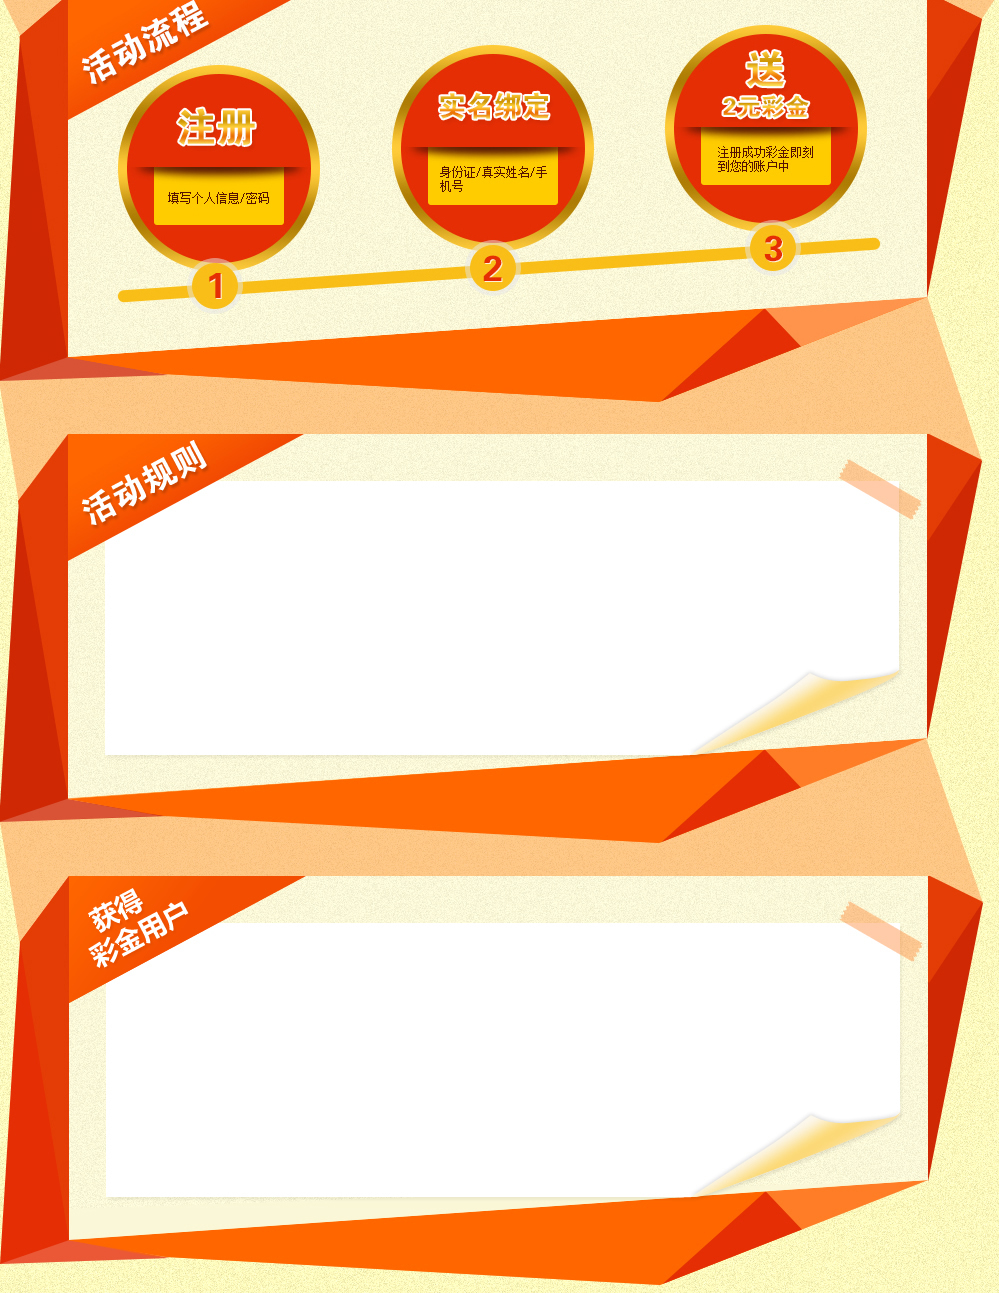 活动流程
注册
填写个人信息/密码
1
实名绑定
身份证/真实姓名/手
机号
2
送
2元彩金
注册成功彩金即刻
到您的账户中
3
活动规则
获得
彩金用户